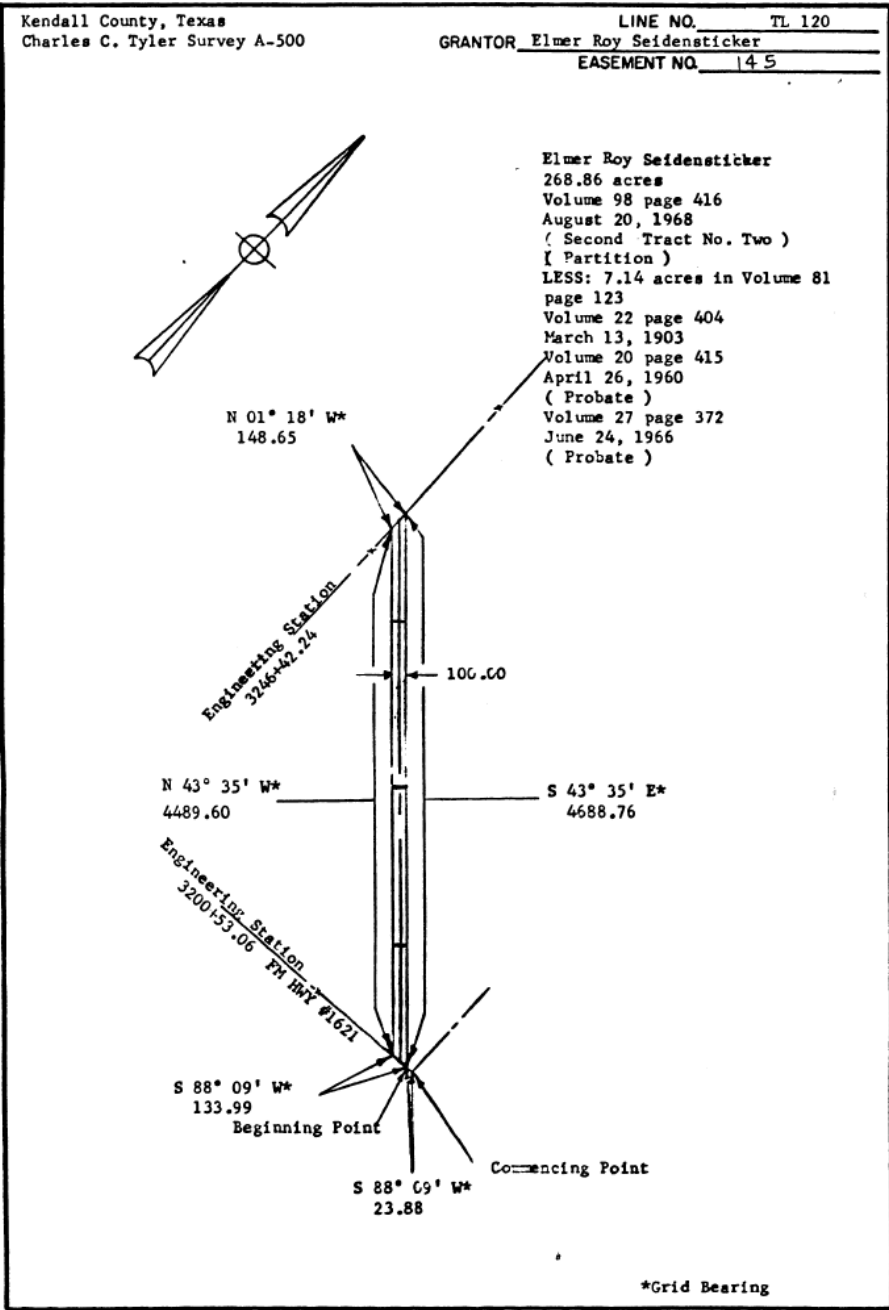 Kendall County, Texas
Charles C. Tyler Survey A-500
LINE NO. TL 120
GRANTOR Elmer Roy Seidensticker
EASEMENT NO. 145
Elmer Roy Seidensticker
268.86 acres
Volume 98 page 416
August 20, 1968
( Second Tract No. Two )
( Partition )
LESS: 7.14 acres in Volume 81
page 123
Volume 22 page 404
March 13, 1903
Volume 20 page 415
April 26, 1960
( Probate )
Volume 27 page 372
June 24, 1966
( Probate )
N 01° 18' W*
148.65
Engineering Station
3246+42.24
100.00
N 43° 35' W*
4489.60
S 43° 35' E*
4688.76
Engineering Station
3200+53.06 FM HWY #1621
S 88° 09' W*
133.99
Beginning Point
Commencing Point
S 88° 09' W*
23.88
*Grid Bearing